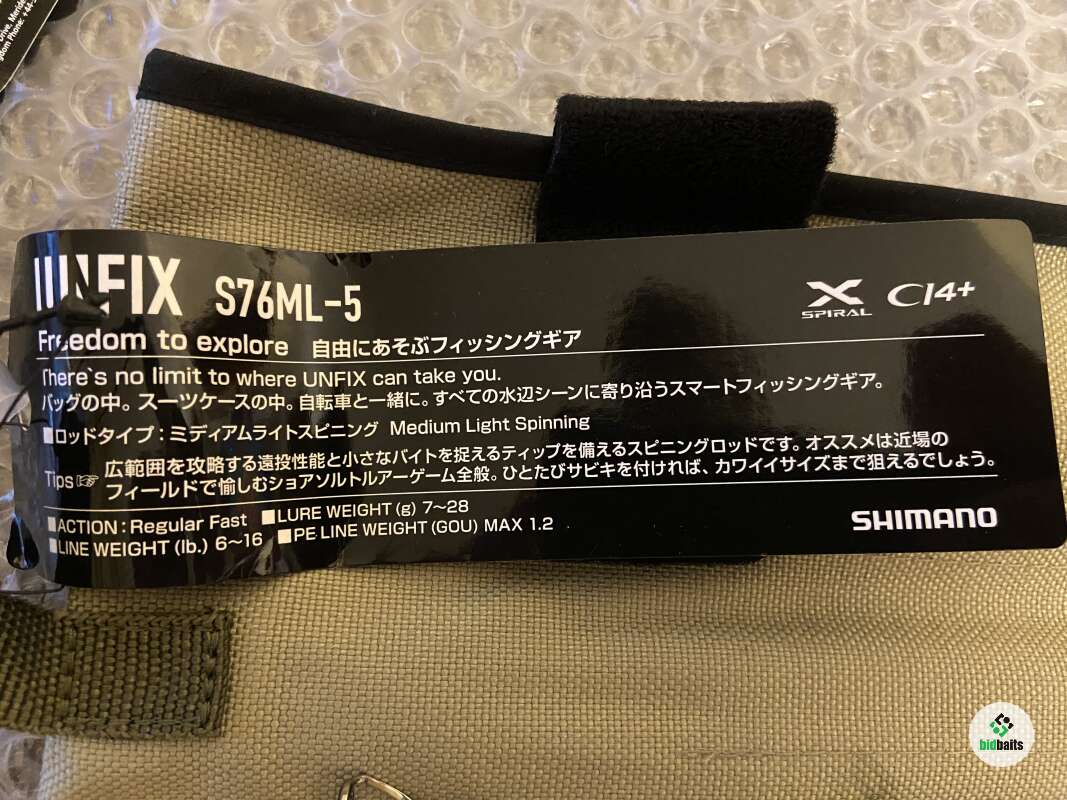 Drive, Meride
gdom Phone: +44-
UNFIX S76ML-5
X SPIRAL CI4+
Freedom to explore 自由にあそぶフィッシングギア
There`s no limit to where UNFIX can take you.
バッグの中。スーツケースの中。自転車と一緒に。すべての水辺シーンに寄り沿うスマートフィッシングギア。
■ロッドタイプ：ミディアムライトスピニング Medium Light Spinning
Tips☞ 広範囲を攻略する遠投性能と小さなバイトを捉えるティップを備えるスピニングロッドです。オススメは近場の
フィールドで愉しむショアソルトルアーゲーム全般。ひとたびサビキを付ければ、カワイイサイズまで狙えるでしょう。
■ACTION：Regular Fast ■LURE WEIGHT (g) 7～28
■LINE WEIGHT (lb.) 6～16 ■PE LINE WEIGHT (GOU) MAX 1.2
SHIMANO
bidbaits